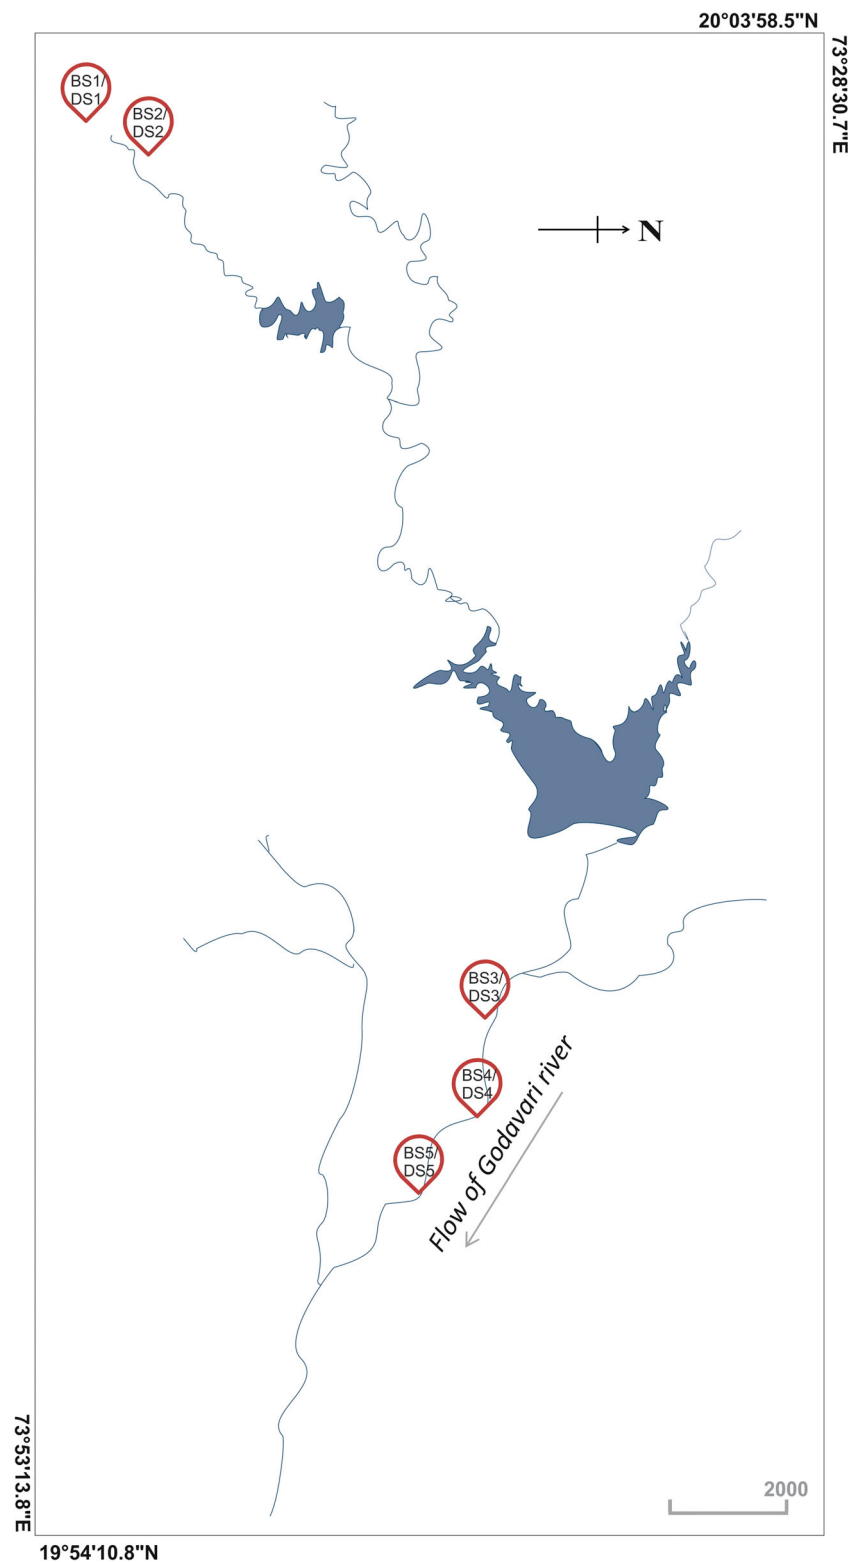 20°03'58.5"N
73°28'30.7"E
BS1/
DS1
BS2/
DS2
N
BS3/
DS3
BS4/
DS4
BS5/
DS5
Flow of Godavari river
73°53'13.8"E
2000
19°54'10.8"N